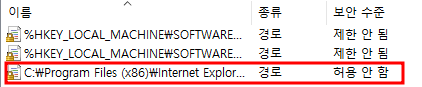 이름 종류 보안 수준
%HKEY_LOCAL_MACHINE₩SOFTWARE... 경로 제한 안 됨
%HKEY_LOCAL_MACHINE₩SOFTWARE... 경로 제한 안 됨
C:₩Program Files (x86)₩Internet Explor... 경로 허용 안 함